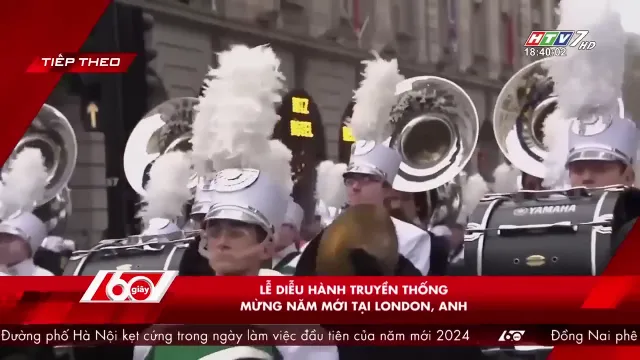 TIẾP THEO
HTV7 HD
18:40:02
RITZ
YAMAHA
60 giây
LỄ DIỄU HÀNH TRUYỀN THỐNG
MỪNG NĂM MỚI TẠI LONDON, ANH
Đường phố Hà Nội kẹt cứng trong ngày làm việc đầu tiên của năm mới 2024 60 Đồng Nai phê